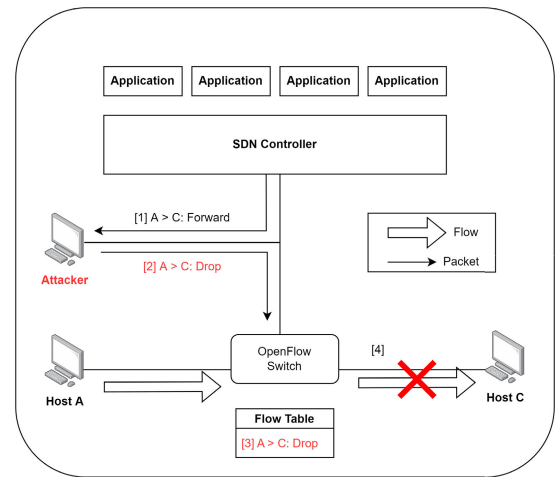 Application
Application
Application
Application
SDN Controller
[1] A > C: Forward
Attacker
[2] A > C: Drop
Flow
Packet
Host A
OpenFlow
Switch
[4]
Host C
Flow Table
[3] A > C: Drop